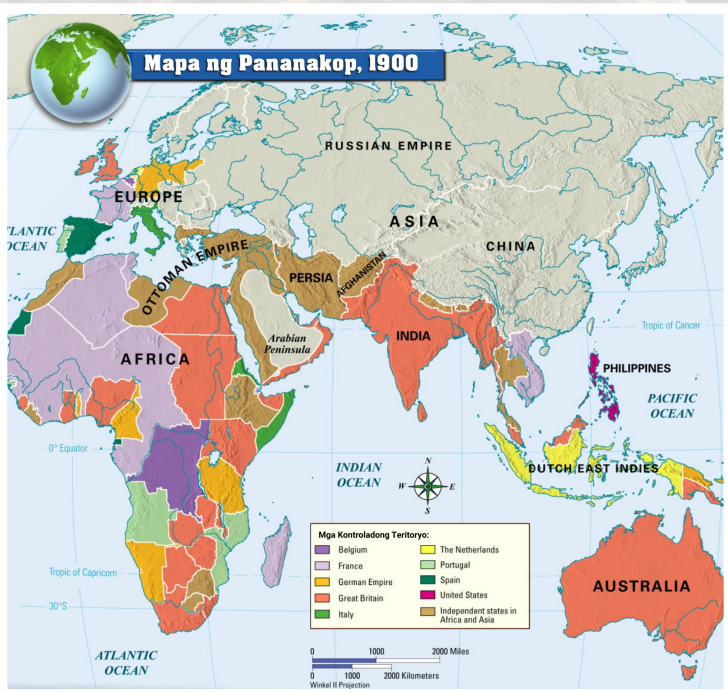 Mapa ng Pananakop, 1900
RUSSIAN EMPIRE
EUROPE
ATLANTIC
OCEAN
ASIA
CHINA
OTTOMAN EMPIRE
PERSIA
AFGHANISTAN
Tropic of Cancer
Arabian
Peninsula
INDIA
AFRICA
PHILIPPINES
PACIFIC
OCEAN
0° Equator
INDIAN
OCEAN
N
W
E
S
DUTCH EAST INDIES
Mga Kontroladong Teritoryo:
Belgium
France
German Empire
Great Britain
Italy
The Netherlands
Portugal
Spain
United States
Independent states in
Africa and Asia
Tropic of Capricorn
AUSTRALIA
30°S
ATLANTIC
OCEAN
0 1000 2000 Miles
0 1000 2000 Kilometers
Winkel II Projection